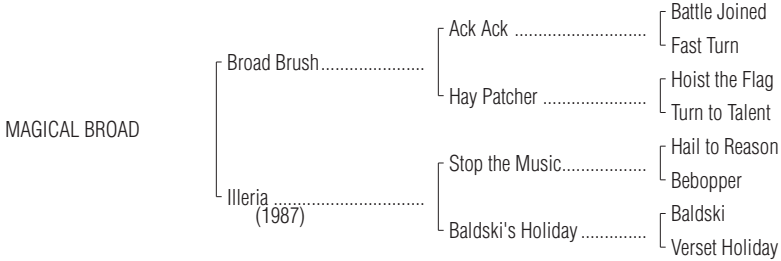 Battle Joined
Ack Ack ............................
Fast Turn
Broad Brush......................
Hoist the Flag
Hay Patcher ......................
Turn to Talent
MAGICAL BROAD
Hail to Reason
Stop the Music..................
Bebopper
Illeria ................................
(1987)
Baldski
Baldski's Holiday ..............
Verset Holiday